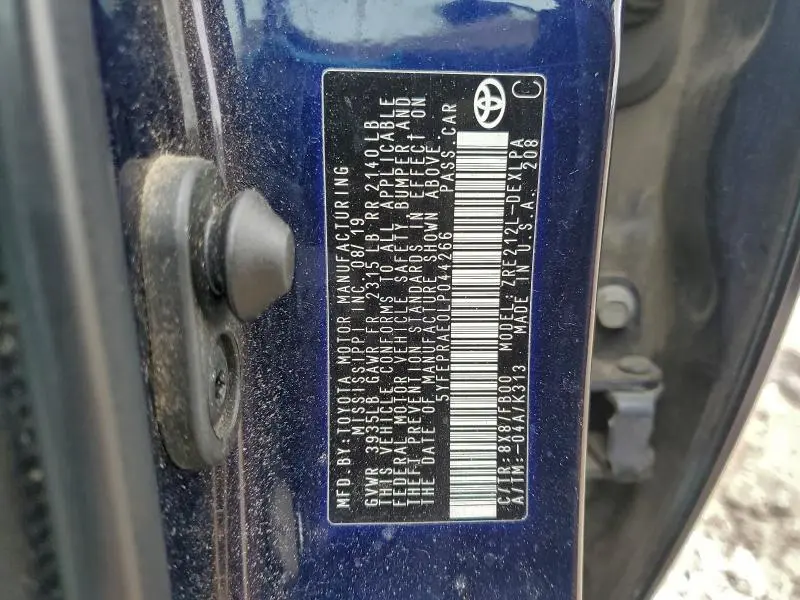 MFD.BY:TOYOTA MOTOR MANUFACTURING
MISSISSIPPI INC. 08/19
GVWR 3935LB GAWR FR 2315LB RR 2140LB
THIS VEHICLE CONFORMS TO ALL APPLICABLE
FEDERAL MOTOR VEHICLE SAFETY, BUMPER, AND
THEFT PREVENTION STANDARDS IN EFFECT ON
THE DATE OF MANUFACTURE SHOWN ABOVE.
5YFEPRAE0LP044266 PASS.CAR
C/TR:8X8A/FB00 MODEL:ZRE212L-DEXLPA
A/TM:-04A/K313 MADE IN U.S.A. 208
C